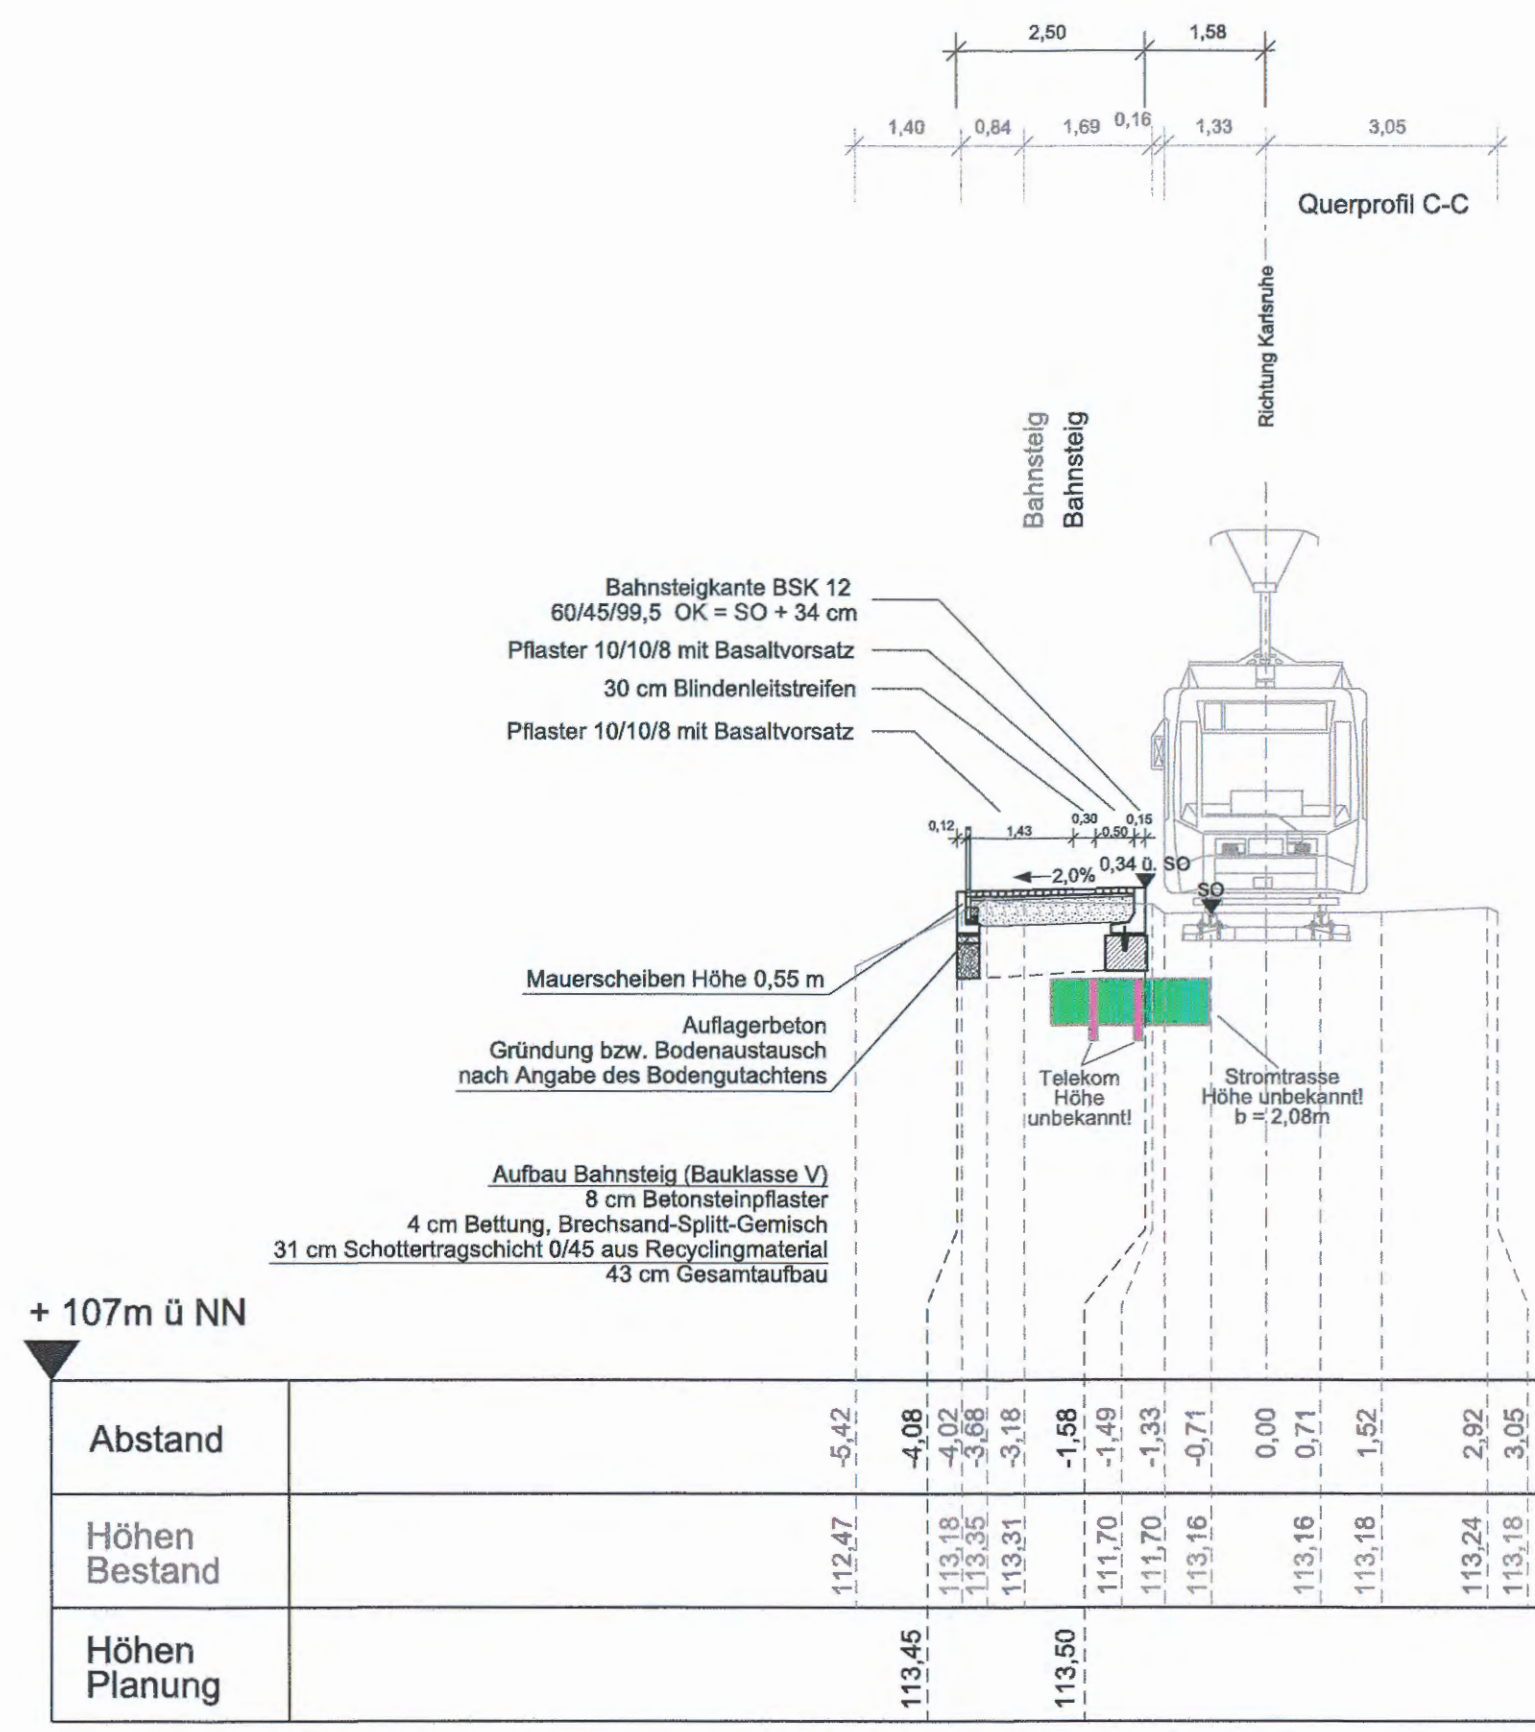 2,50
1,58
1,40
0,84
1,69
0,16
1,33
3,05
Querprofil C-C
Richtung Karlsruhe
Bahnsteig
Bahnsteig
Bahnsteigkante BSK 12
60/45/99,5 OK = SO + 34 cm
Pflaster 10/10/8 mit Basaltvorsatz
30 cm Blindenleitstreifen
Pflaster 10/10/8 mit Basaltvorsatz
0,12
1,43
0,30
0,50
0,15
2,0%
0,34 ü. SO
SO
Mauerscheiben Höhe 0,55 m
Auflagerbeton
Gründung bzw. Bodenaustausch
nach Angabe des Bodengutachtens
Telekom
Höhe
unbekannt!
Stromtrasse
Höhe unbekannt!
b = 2,08m
Aufbau Bahnsteig (Bauklasse V)
8 cm Betonsteinpflaster
4 cm Bettung, Brechsand-Splitt-Gemisch
31 cm Schottertragschicht 0/45 aus Recyclingmaterial
43 cm Gesamtaufbau
+ 107m ü NN
Abstand
-5,42
-4,08
-4,02
-3,68
-3,18
-1,58
-1,49
-1,33
-0,71
0,00
0,71
1,52
2,92
3,05
Höhen
Bestand
112,47
113,18
113,35
113,31
111,70
111,70
113,16
113,16
113,18
113,24
113,18
Höhen
Planung
113,45
113,50